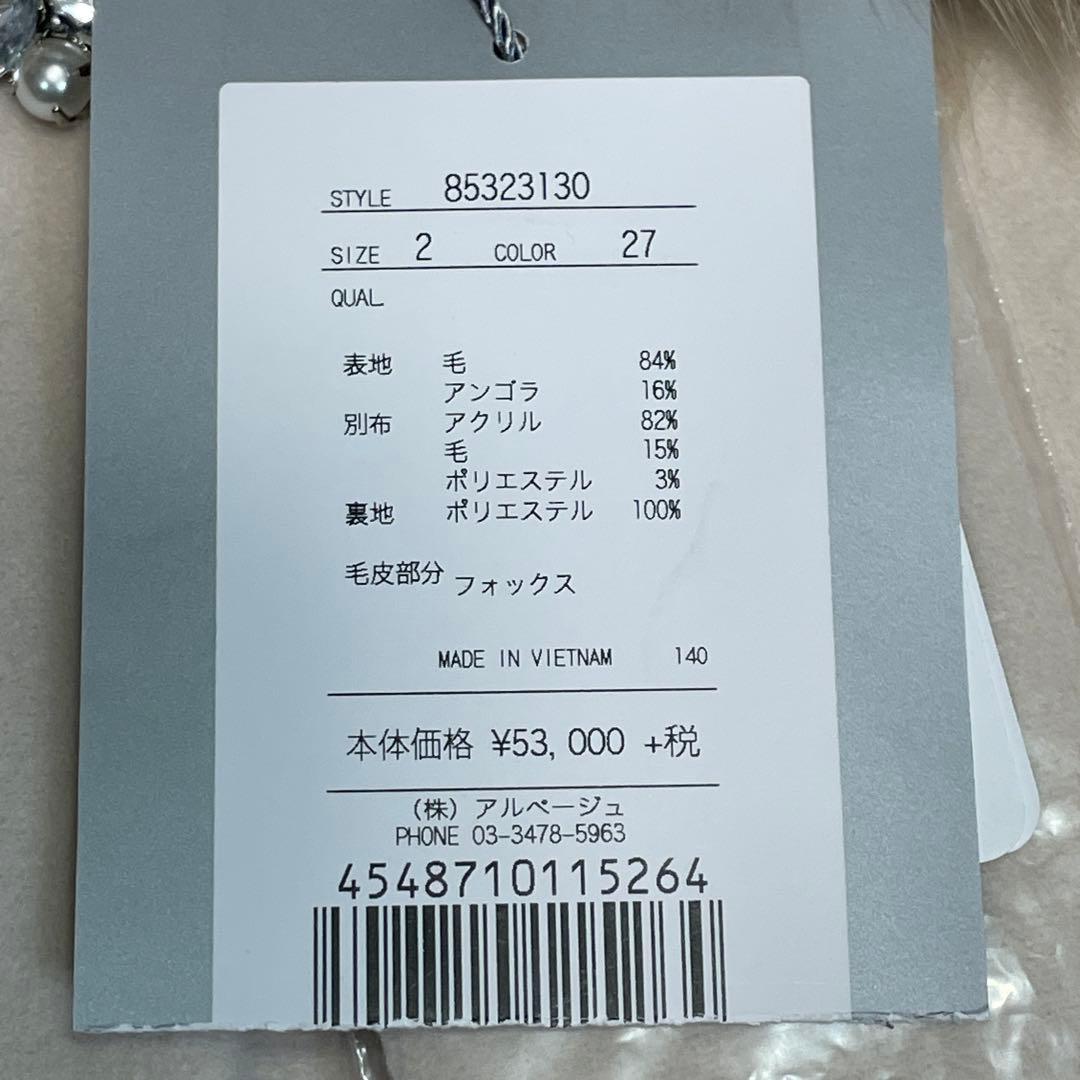 STYLE 85323130
SIZE 2 COLOR 27
QUAL
表地 毛 84%
アンゴラ 16%
別布 アクリル 82%
毛 15%
ポリエステル 3%
裏地 ポリエステル 100%
毛皮部分 フォックス
MADE IN VIETNAM 140
本体価格 ¥53,000 +税
(株) アルページュ
PHONE 03-3478-5963
4548710115264